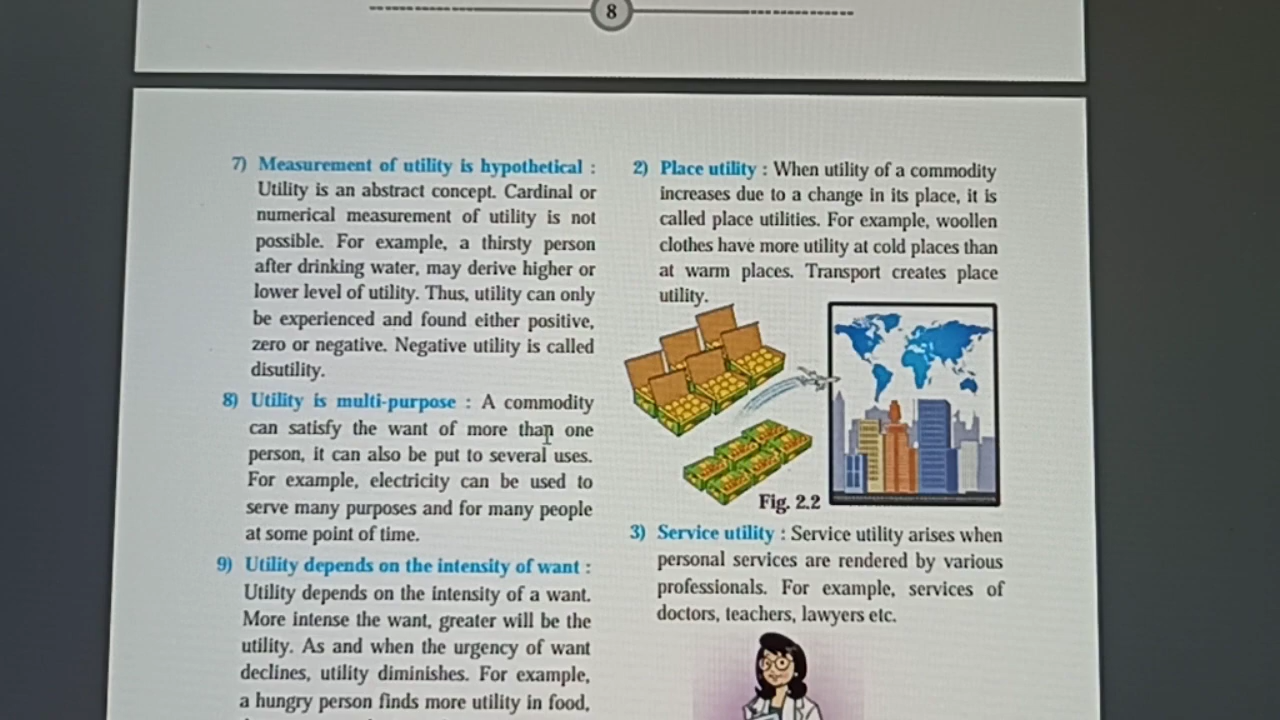 8
7) Measurement of utility is hypothetical :
Utility is an abstract concept. Cardinal or
numerical measurement of utility is not
possible. For example, a thirsty person
after drinking water, may derive higher or
lower level of utility. Thus, utility can only
be experienced and found either positive,
zero or negative. Negative utility is called
disutility.
8) Utility is multi-purpose : A commodity
can satisfy the want of more than one
person, it can also be put to several uses.
For example, electricity can be used to
serve many purposes and for many people
at some point of time.
9) Utility depends on the intensity of want :
Utility depends on the intensity of a want.
More intense the want, greater will be the
utility. As and when the urgency of want
declines, utility diminishes. For example,
a hungry person finds more utility in food,
2) Place utility : When utility of a commodity
increases due to a change in its place, it is
called place utilities. For example, woollen
clothes have more utility at cold places than
at warm places. Transport creates place
utility.
Fig. 2.2
3) Service utility : Service utility arises when
personal services are rendered by various
professionals. For example, services of
doctors, teachers, lawyers etc.